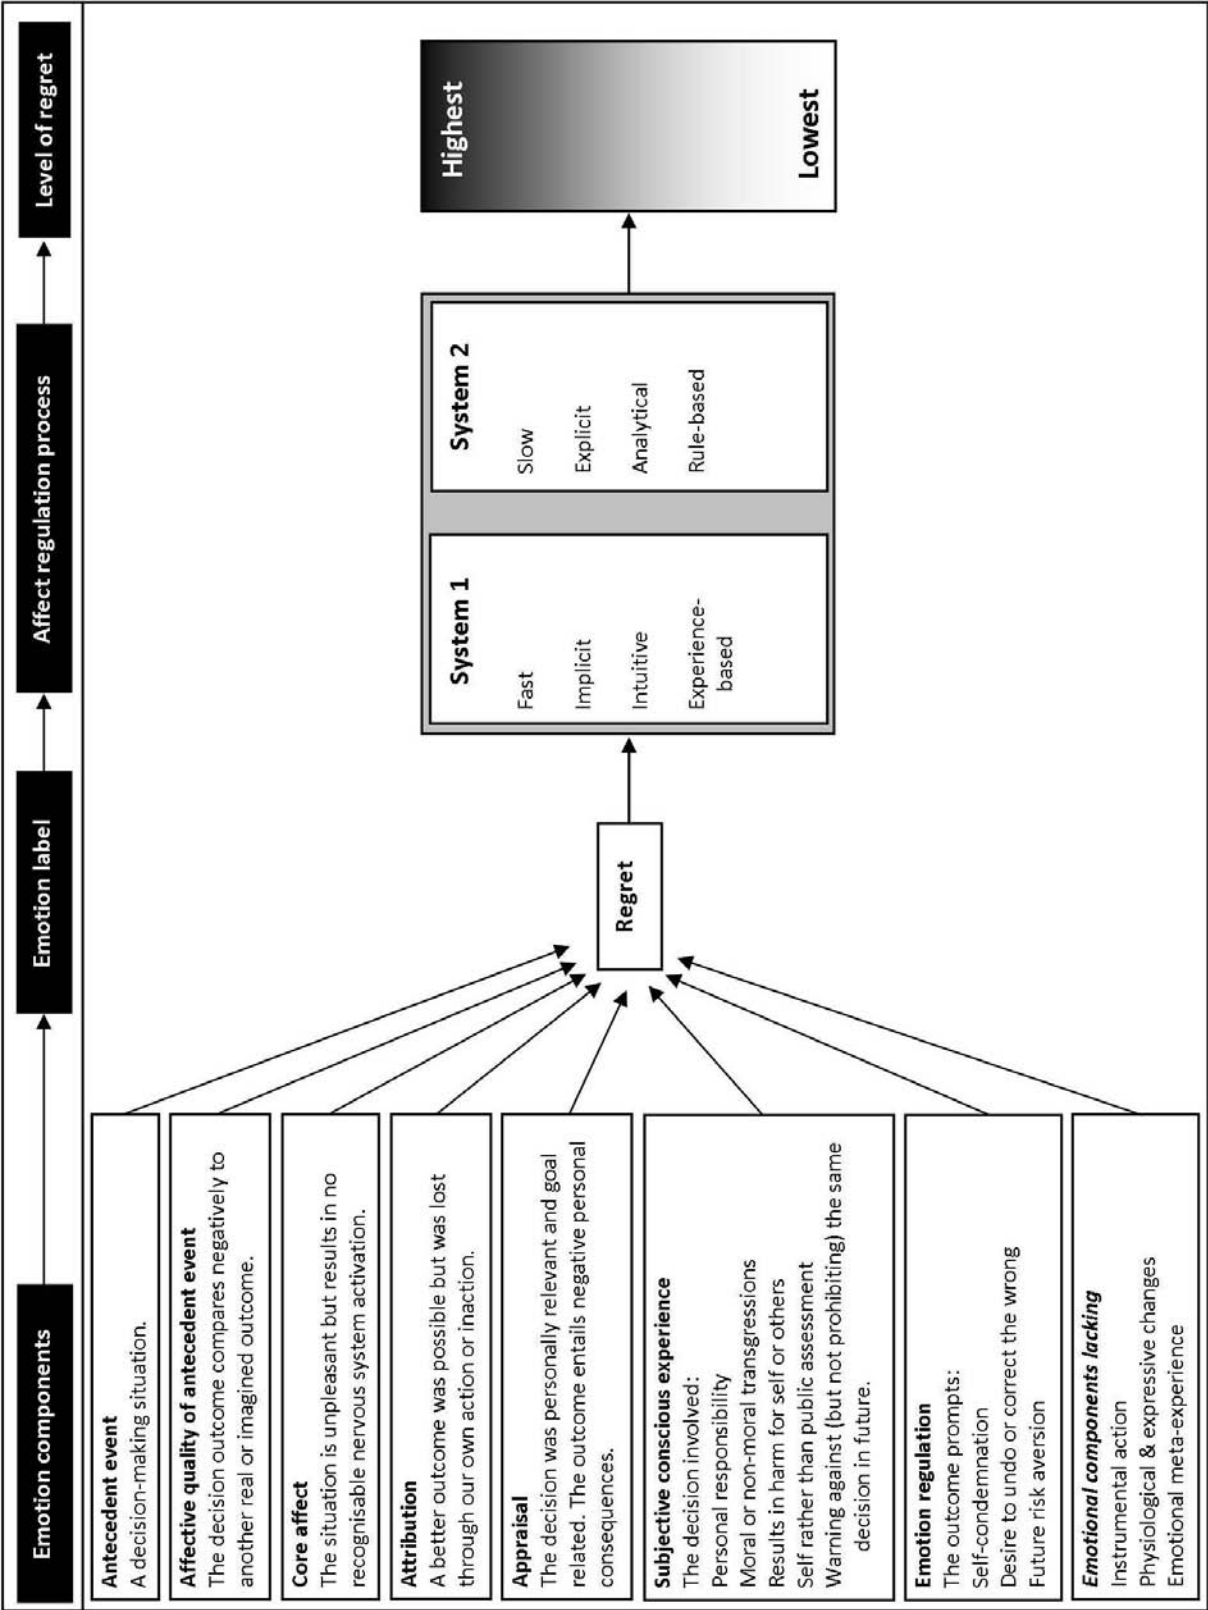 Emotion components
Emotion label
Affect regulation process
Level of regret
Antecedent event
A decision-making situation.
Affective quality of antecedent event
The decision outcome compares negatively to
another real or imagined outcome.
Core affect
The situation is unpleasant but results in no
recognisable nervous system activation.
Attribution
A better outcome was possible but was lost
through our own action or inaction.
Appraisal
The decision was personally relevant and goal
related. The outcome entails negative personal
consequences.
Subjective conscious experience
The decision involved:
Personal responsibility
Moral or non-moral transgressions
Results in harm for self or others
Self rather than public assessment
Warning against (but not prohibiting) the same
decision in future.
Emotion regulation
The outcome prompts:
Self-condemnation
Desire to undo or correct the wrong
Future risk aversion
Emotional components lacking
Instrumental action
Physiological & expressive changes
Emotional meta-experience
Regret
System 1
Fast
Implicit
Intuitive
Experience-
based
System 2
Slow
Explicit
Analytical
Rule-based
Highest
Lowest